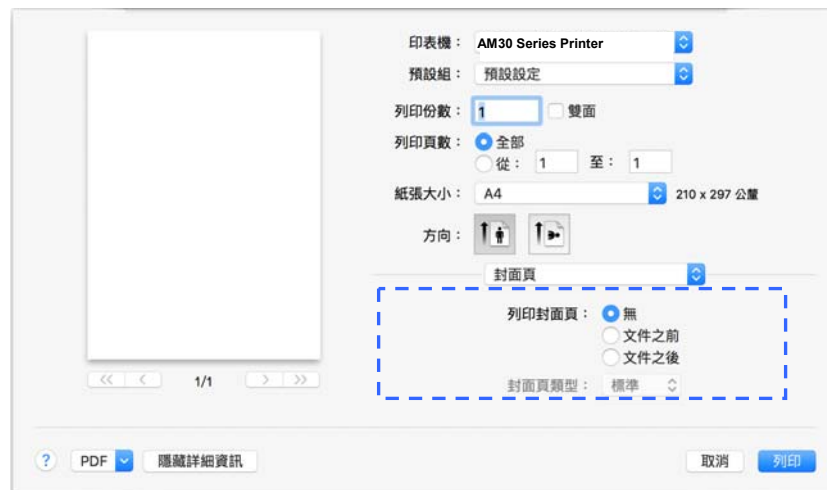 印表機： AM30 Series Printer
預設組： 預設設定
列印份數： 1 雙面
列印頁數： 全部
從： 1 至： 1
紙張大小： A4 210 x 297 公釐
方向：
封面頁
列印封面頁： 無
文件之前
文件之後
封面頁類型： 標準
<< < 1/1 > >>
? PDF 隱藏詳細資訊 取消 列印